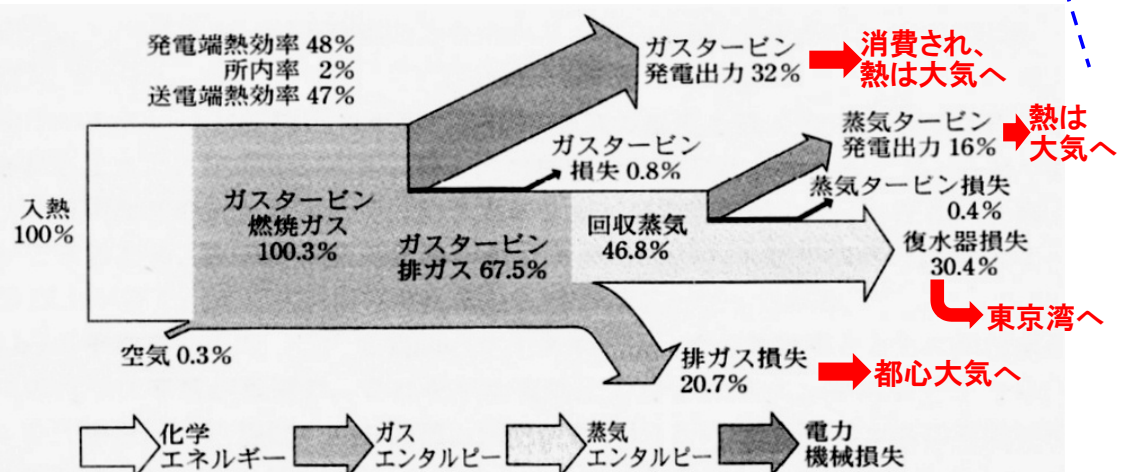 発電端熱効率 48%
所内率 2%
送電端熱効率 47%
ガスタービン
発電出力 32%
消費され、
熱は大気へ
蒸気タービン
発電出力 16%
熱は
大気へ
ガスタービン
損失 0.8%
蒸気タービン損失
0.4%
入熱
100%
ガスタービン
燃焼ガス
100.3%
ガスタービン
排ガス 67.5%
回収蒸気
46.8%
復水器損失
30.4%
東京湾へ
空気 0.3%
排ガス損失
20.7%
都心大気へ
化学
エネルギー
ガス
エンタルピー
蒸気
エンタルピー
電力
機械損失